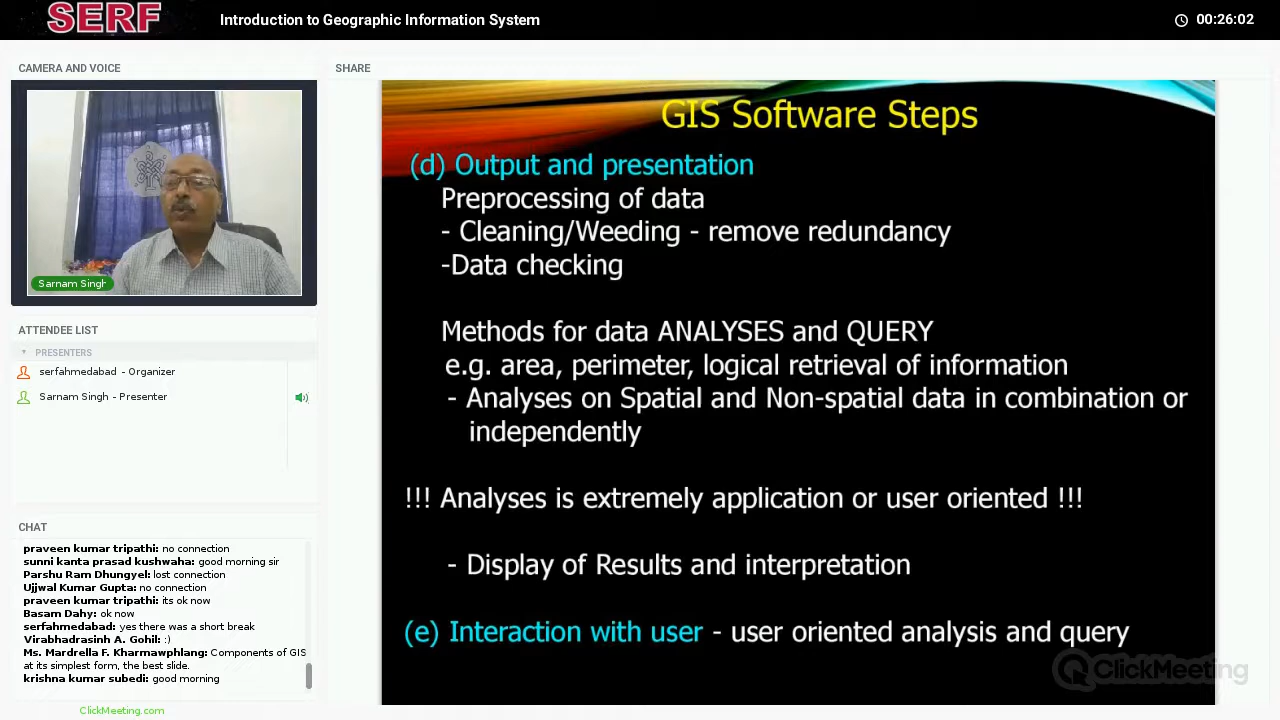 SERF
Introduction to Geographic Information System
00:26:02
CAMERA AND VOICE
Sarnam Singh
ATTENDEE LIST
PRESENTERS
serfahmedabad - Organizer
Sarnam Singh - Presenter
CHAT
praveen kumar tripathi: no connection
sunni kanta prasad kushwaha: good morning sir
Parshu Ram Dhungyel: lost connection
Ujjwal Kumar Gupta: no connection
praveen kumar tripathi: its ok now
Basam Dahy: ok now
serfahmedabad: yes there was a short break
Virabhadrasinh A. Gohil: :)
Ms. Mardrella F. Kharmawphlang: Components of GIS
at its simplest form, the best slide.
krishna kumar subedi: good morning
ClickMeeting.com
SHARE
GIS Software Steps
(d) Output and presentation
Preprocessing of data
- Cleaning/Weeding - remove redundancy
-Data checking
Methods for data ANALYSES and QUERY
e.g. area, perimeter, logical retrieval of information
- Analyses on Spatial and Non-spatial data in combination or
independently
!!! Analyses is extremely application or user oriented !!!
- Display of Results and interpretation
(e) Interaction with user - user oriented analysis and query
ClickMeeting